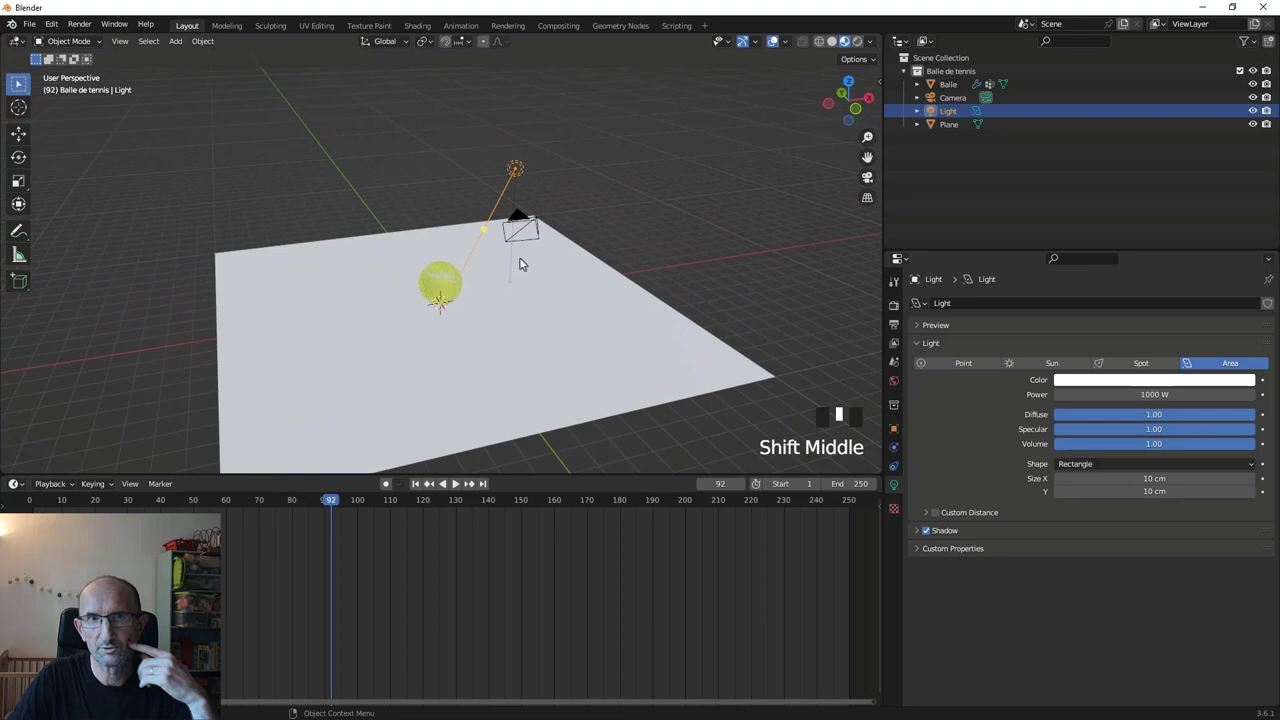 Blender
File Edit Render Window Help
Layout Modeling Sculpting UV Editing Texture Paint Shading Animation Rendering Compositing Geometry Nodes Scripting +
Scene
ViewLayer
Object Mode View Select Add Object
Global
Options
User Perspective
(92) Balle de tennis | Light
Z
Y
X
Shift Middle
Scene Collection
Balle de tennis
Balle
Camera
Light
Plane
Light > Light
Light
Preview
Light
Point Sun Spot Area
Color
Power 1000 W
Diffuse 1.00
Specular 1.00
Volume 1.00
Shape Rectangle
Size X 10 cm
Y 10 cm
Custom Distance
Shadow
Custom Properties
Playback Keying View Marker
92 Start 1 End 250
0 10 20 30 40 50 60 70 80 92 100 110 120 130 140 150 160 170 180 190 200 210 220 230 240 250
Object Context Menu
3.6.1